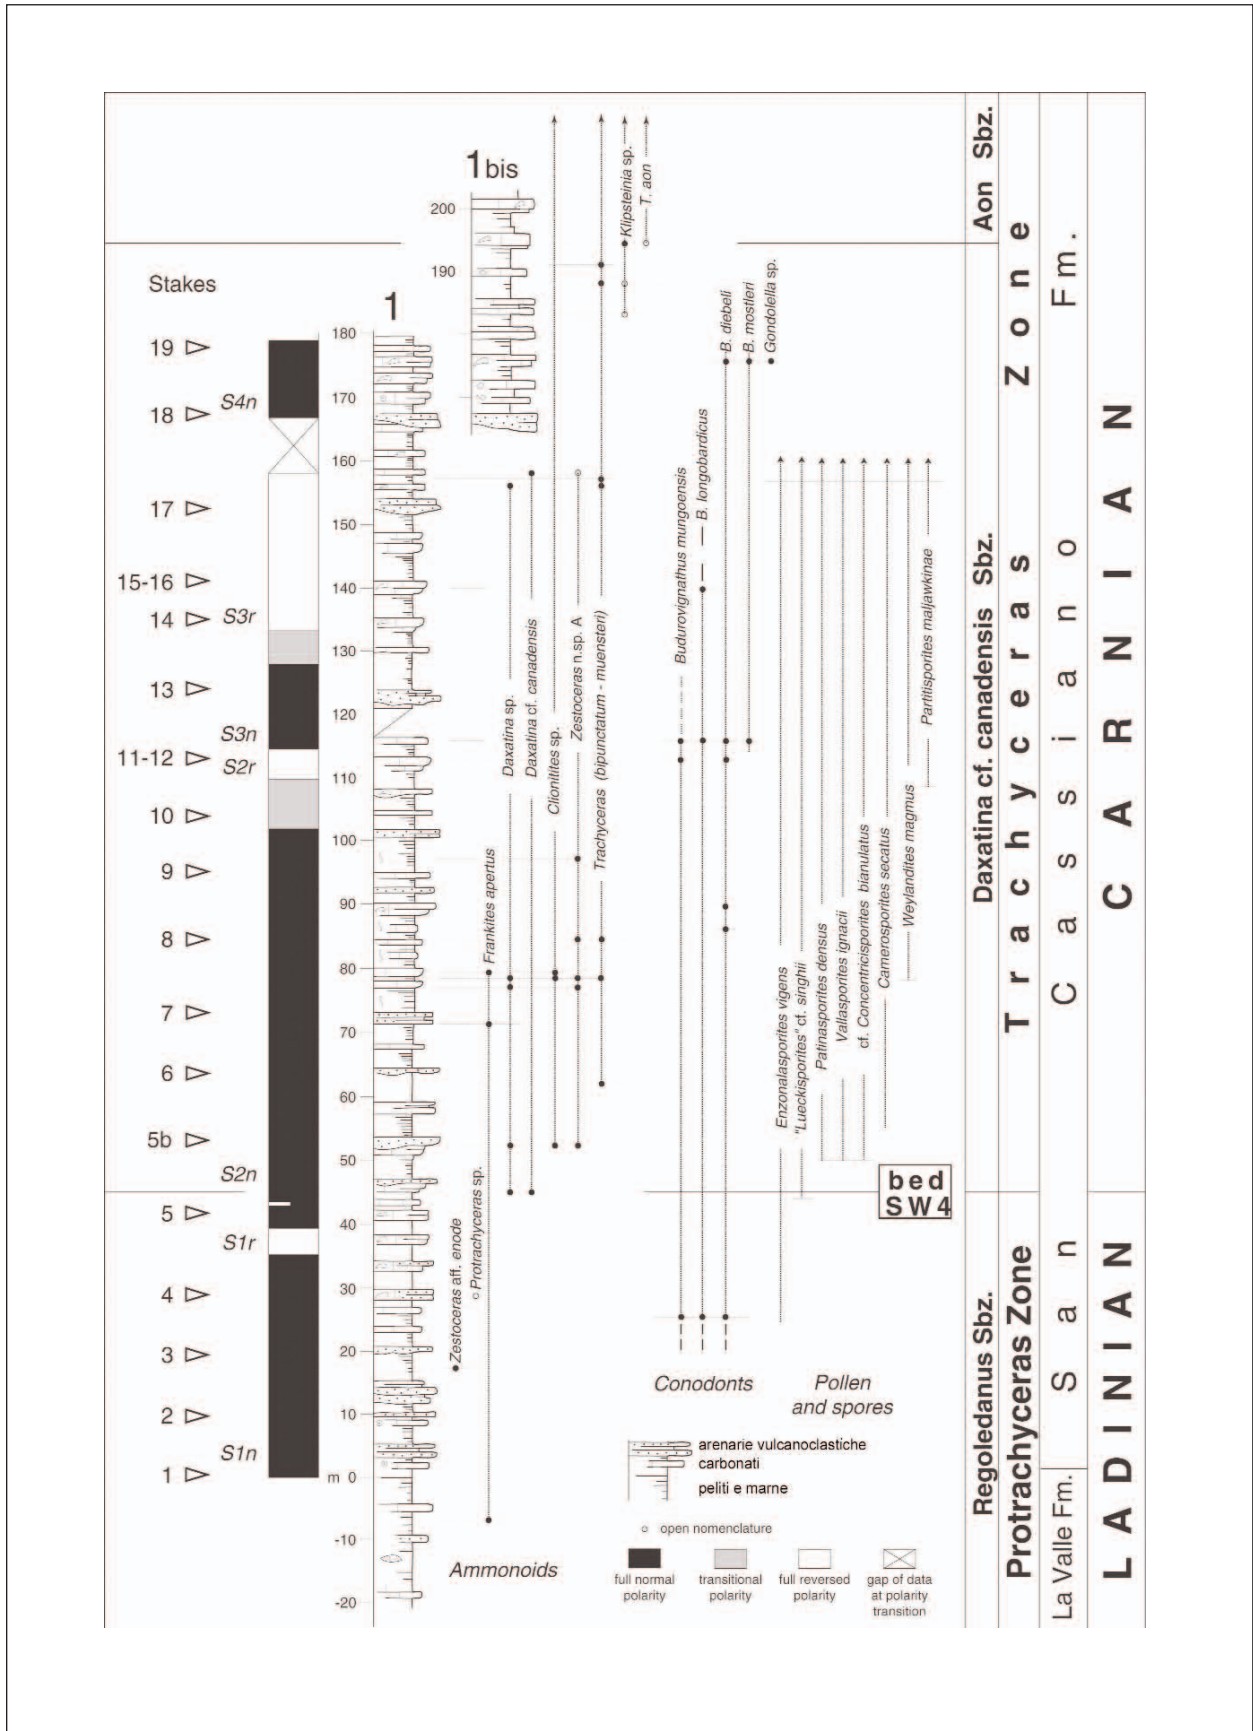 1 bis
200
190
Stakes
1
19
18
17
15-16
14
13
11-12
10
9
8
7
6
5b
5
4
3
2
1
S4n
S3r
S3n
S2r
S2n
S1r
S1n
180
170
160
150
140
130
120
110
100
90
80
70
60
50
40
30
20
10
m 0
-10
-20
Zestoceras aff. enode
Protrachyceras sp.
Frankites apertus
Daxatina sp.
Daxatina cf. canadensis
Clionitites sp.
Zestoceras n.sp. A
Trachyceras (bipunctatum - muensteri)
Klipsteinia sp.
T. aon
Ammonoids
Budurovignathus mungoensis
B. longobardicus
B. diebeli
B. mostleri
Gondolella sp.
Conodonts
Enzonalasporites vigens
"Lueckisporites" cf. singhii
Patinasporites densus
Vallasporites ignacii
cf. Concentricisporites bianulatus
Camerosporites secatus
Weylandites magmus
Partitisporites maljawkinae
Pollen
and spores
bed
SW4
arenarie vulcanoclastiche
carbonati
peliti e marne
open nomenclature
full normal
polarity
transitional
polarity
full reversed
polarity
gap of data
at polarity
transition
Regoledanus Sbz.
Daxatina cf. canadensis Sbz.
Aon Sbz.
Protrachyceras Zone
Trachyceras Zone
La Valle Fm.
San Cassiano Fm.
LADINIAN
CARNIAN